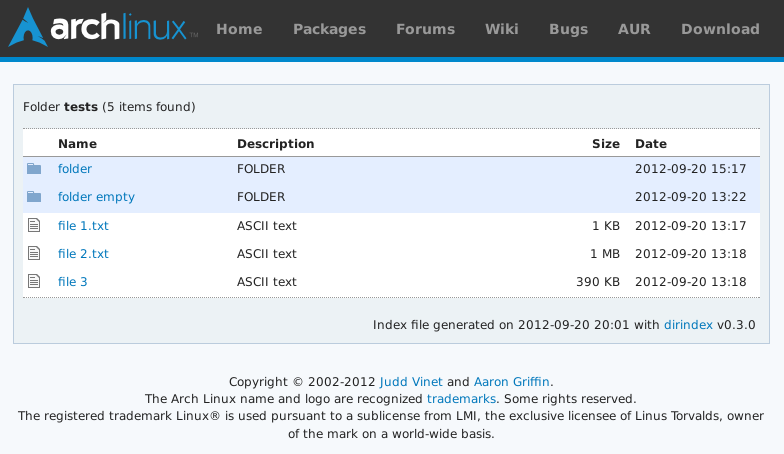 archlinux™ Home Packages Forums Wiki Bugs AUR Download
Folder tests (5 items found)
Name Description Size Date
folder FOLDER 2012-09-20 15:17
folder empty FOLDER 2012-09-20 13:22
file 1.txt ASCII text 1 KB 2012-09-20 13:17
file 2.txt ASCII text 1 MB 2012-09-20 13:18
file 3 ASCII text 390 KB 2012-09-20 13:18
Index file generated on 2012-09-20 20:01 with dirindex v0.3.0
Copyright © 2002-2012 Judd Vinet and Aaron Griffin.
The Arch Linux name and logo are recognized trademarks. Some rights reserved.
The registered trademark Linux® is used pursuant to a sublicense from LMI, the exclusive licensee of Linus Torvalds, owner
of the mark on a world-wide basis.